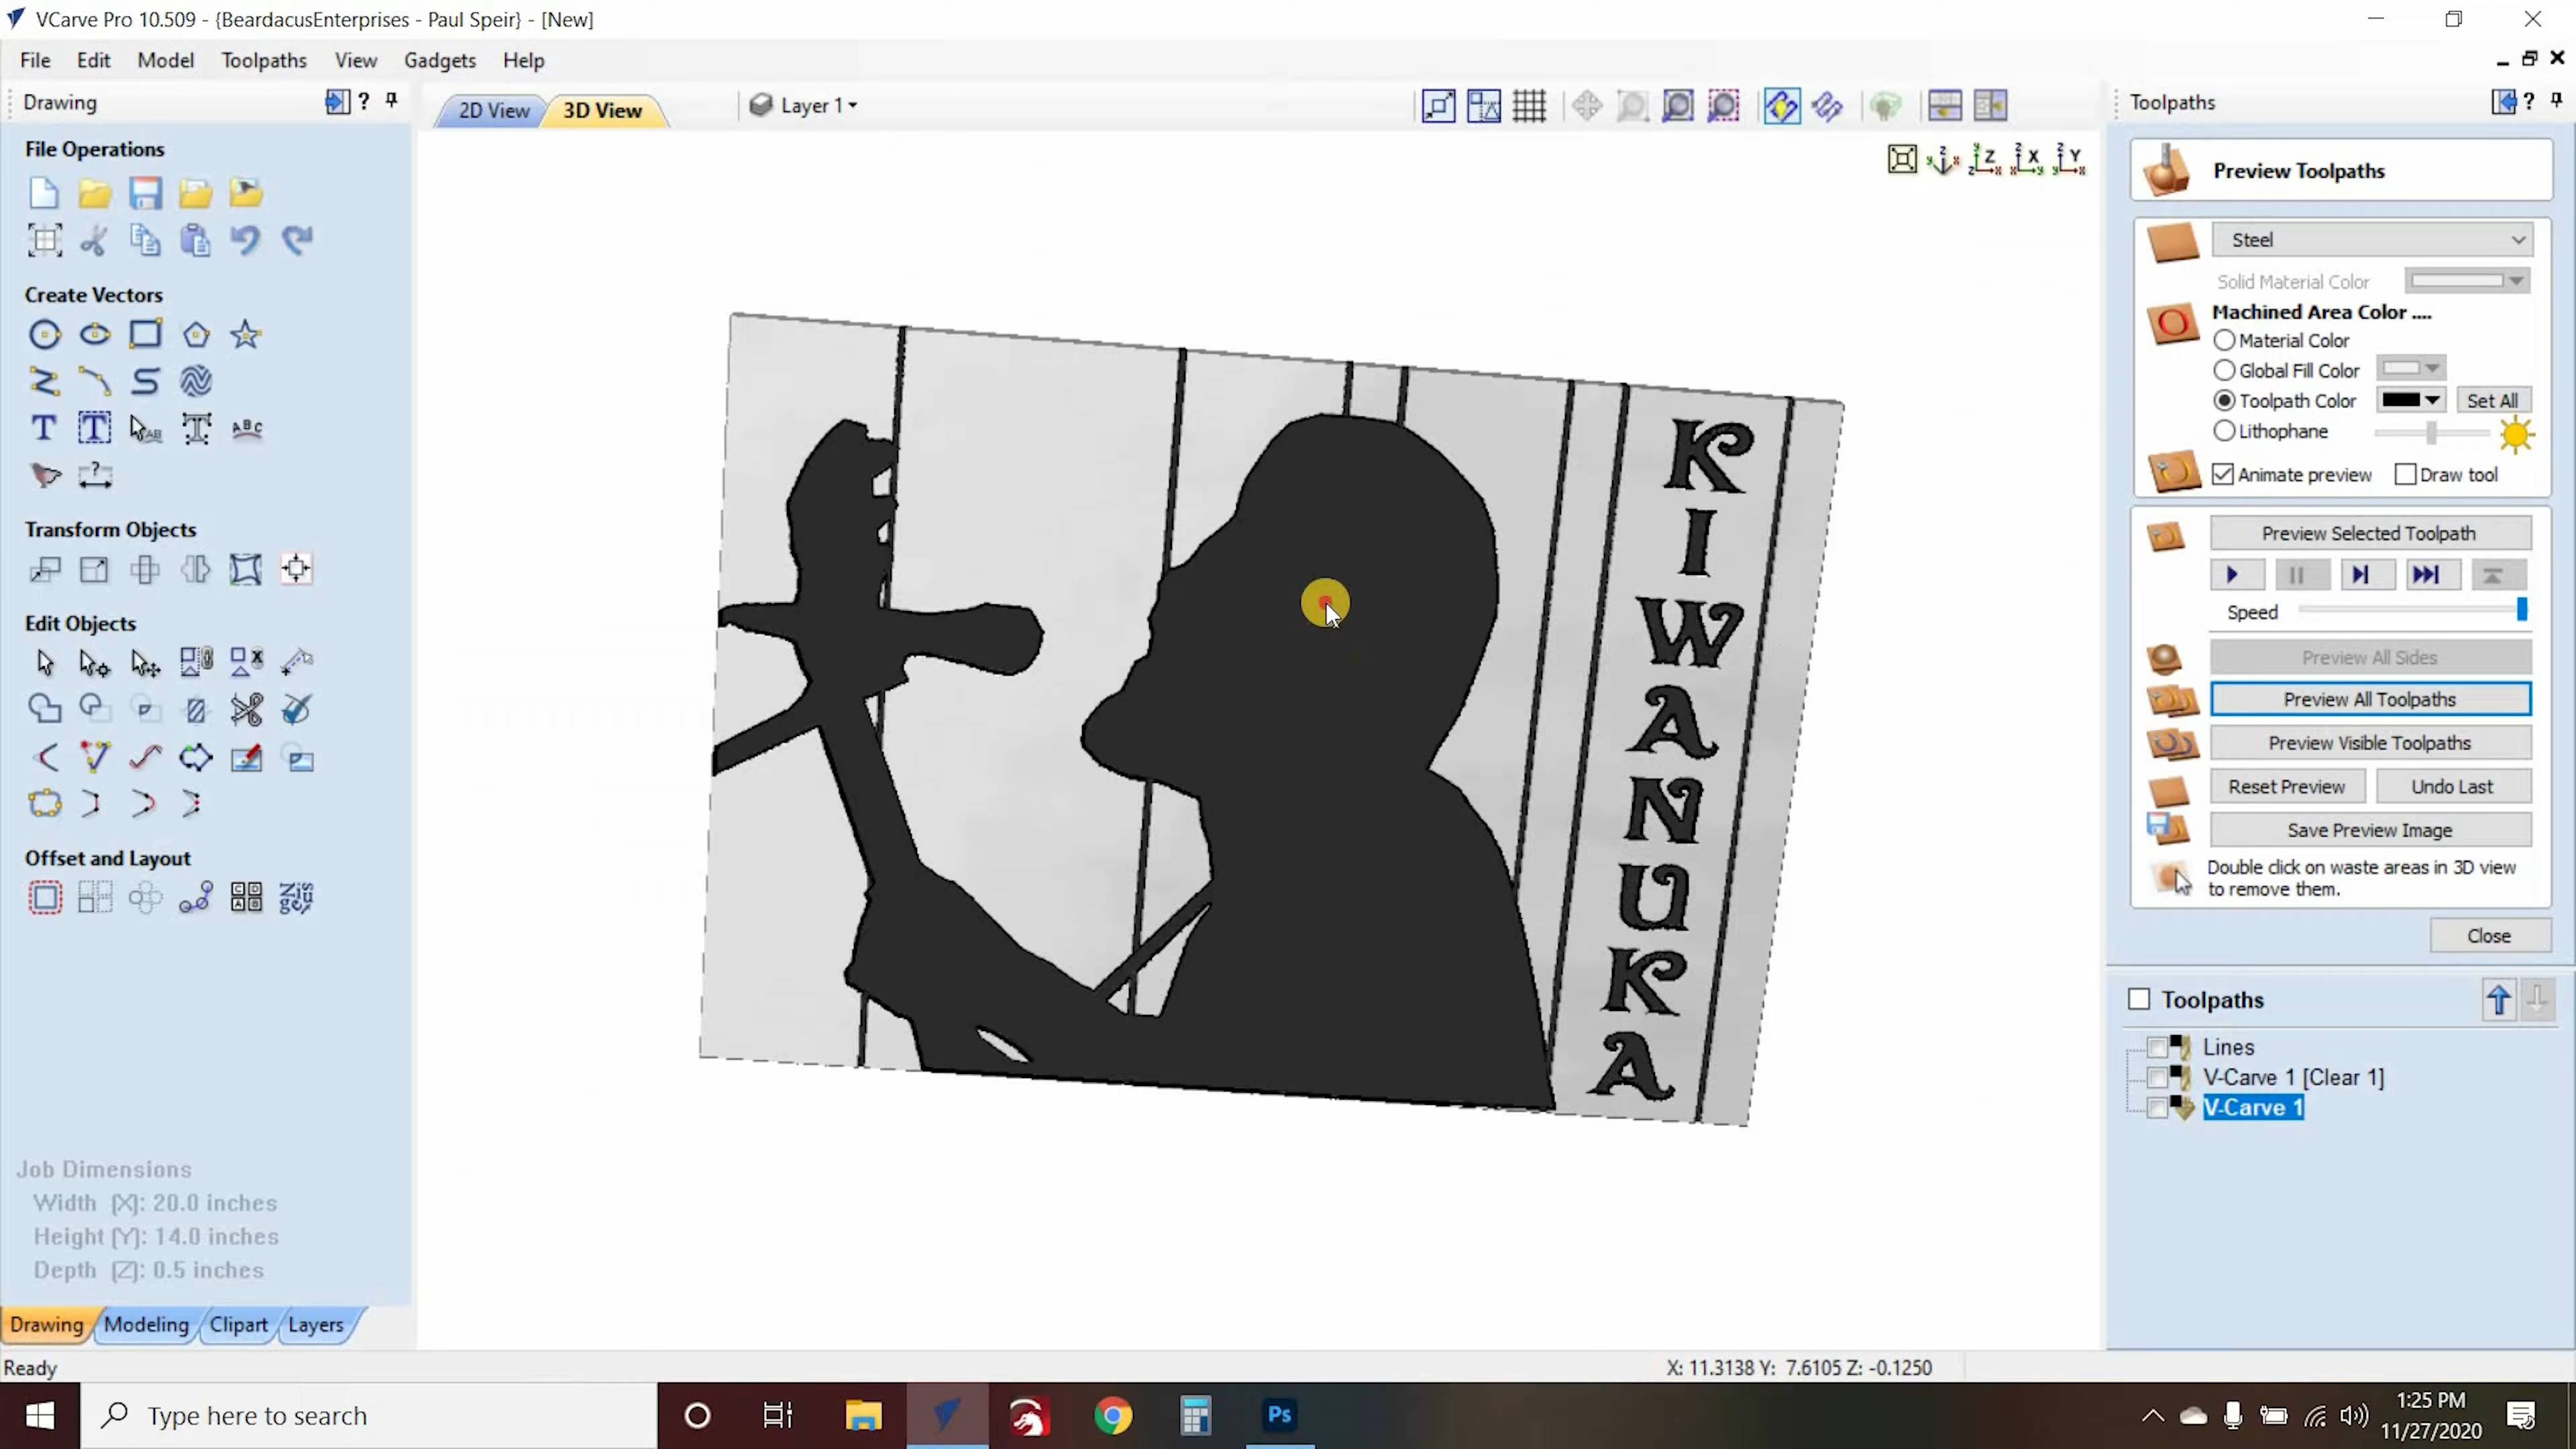 VCarve Pro 10.509 - {BeardacusEnterprises - Paul Speir} - [New]
File Edit Model Toolpaths View Gadgets Help
Drawing
File Operations
Create Vectors
Transform Objects
Edit Objects
Offset and Layout
Job Dimensions
Width (X): 20.0 inches
Height (Y): 14.0 inches
Depth (Z): 0.5 inches
Drawing Modeling Clipart Layers
Ready
2D View 3D View Layer 1
K
I
W
A
N
U
K
A
X: 11.3138 Y: 7.6105 Z: -0.1250
Toolpaths
Preview Toolpaths
Steel
Solid Material Color
Machined Area Color ....
Material Color
Global Fill Color
Toolpath Color Set All
Lithophane
Animate preview Draw tool
Preview Selected Toolpath
Speed
Preview All Sides
Preview All Toolpaths
Preview Visible Toolpaths
Reset Preview Undo Last
Save Preview Image
Double click on waste areas in 3D view
to remove them.
Close
Toolpaths
Lines
V-Carve 1 [Clear 1]
V-Carve 1
Type here to search
Ps
1:25 PM
11/27/2020